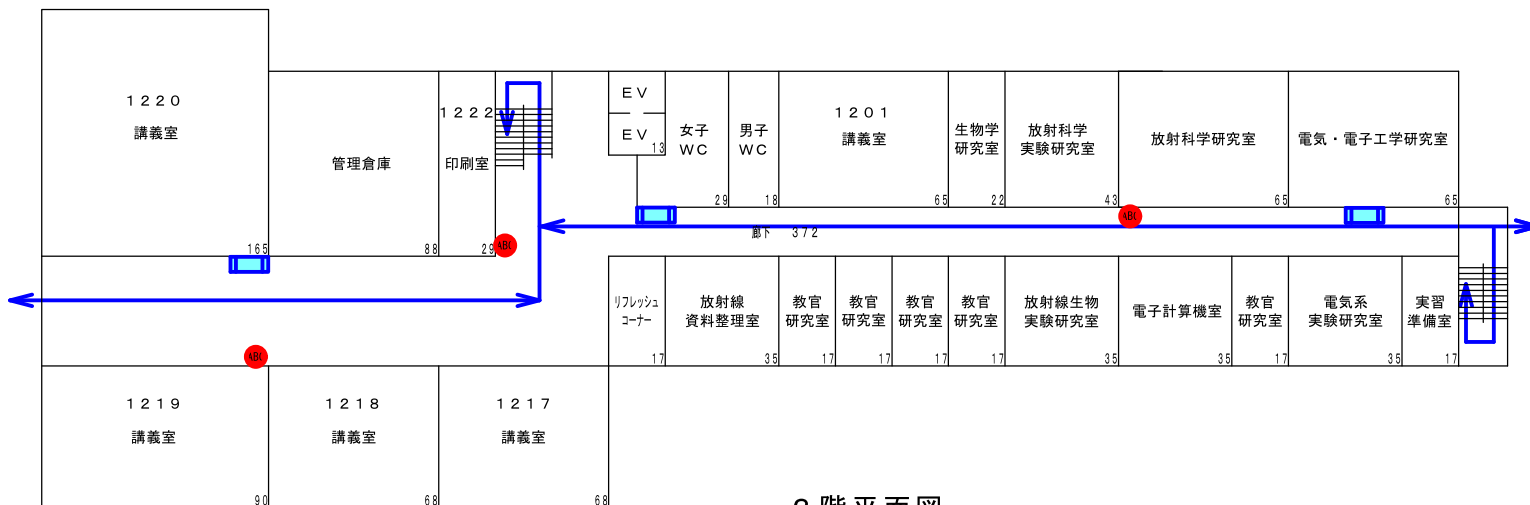 1220
講義室
管理倉庫
1222
印刷室
EV
EV
13
女子
WC
男子
WC
1201
講義室
生物学
研究室
放射科学
実験研究室
放射科学研究室
電気・電子工学研究室
165
88
29
29
18
65
22
43
65
65
ABC
ABC
廊下 372
リフレッシュ
コーナー
放射線
資料整理室
教官
研究室
教官
研究室
教官
研究室
教官
研究室
放射線生物
実験研究室
電子計算機室
教官
研究室
電気系
実験研究室
実習
準備室
17
35
17
17
17
17
35
35
17
35
17
ABC
1219
講義室
1218
講義室
1217
講義室
90
68
68
階平面図